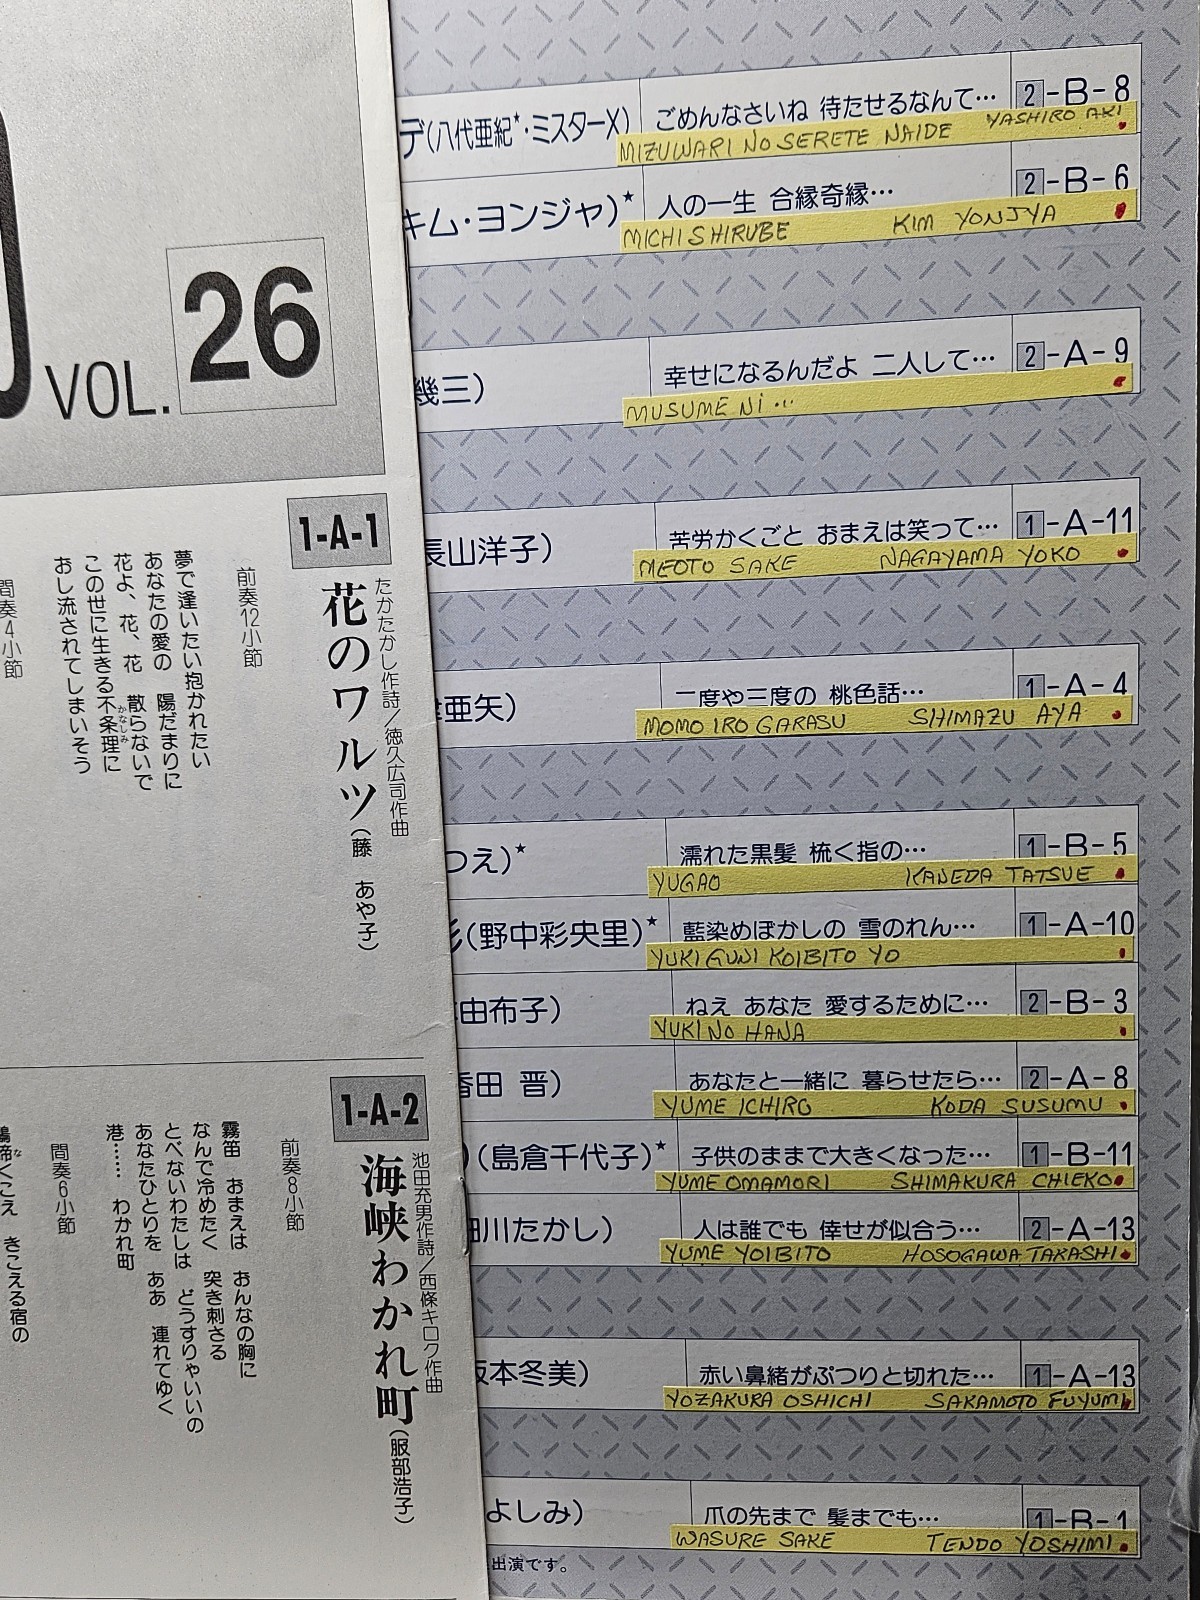 VOL. 26
1-A-1
たかたかし作詩/徳久広司作曲
花のワルツ(藤 あや子)
前奏12小節
夢で逢いたい抱かれたい
あなたの愛の 陽だまりに
花よ、花、花 散らないで
この世に生きる不条理に
かなしみ
おし流されてしまいそう
間奏4小節
1-A-2
池田充男作詩/西條キロク作曲
海峡わかれ町(服部浩子)
前奏8小節
霧笛 おまえは おんなの胸に
なんで冷めたく 突き刺さる
とべないわたしは どうすりゃいいの
あなたひとりを ああ 連れてゆく
港…… わかれ町
間奏6小節
くこえ きこえる宿の
デ(八代亜紀★・ミスターX) ごめんなさいね 待たせるなんて… 2-B-8
MIZUWARI NO SERETE NAIDE YASHIRO AKI
キム・ヨンジャ)★ 人の一生 合縁奇縁… 2-B-6
MICHISHIRUBE KIM YONJYA
幾三) 幸せになるんだよ 二人して… 2-A-9
MUSUME NI ...
長山洋子) 苦労かくごと おまえは笑って… 1-A-11
MEOTO SAKE NAGAYAMA YOKO
亜矢) 二度や三度の 桃色話… 1-A-4
MOMO IRO GARASU SHIMAZU AYA
つえ)★ 濡れた黒髪 梳く指の… 1-B-5
YUGAO KANEDA TATSUE
(野中彩央里)★ 藍染めぼかしの 雪のれん… 1-A-10
YUKIGUNI KOIBITO YO
由布子) ねえ あなた 愛するために… 2-B-3
YUKI NO HANA
香田 晋) あなたと一緒に 暮らせたら… 2-A-8
YUME ICHIRO KODA SUSUMU
)(島倉千代子)★ 子供のままで大きくなった… 1-B-11
YUME OMAMORI SHIMAKURA CHIEKO
細川たかし) 人は誰でも 倖せが似合う… 2-A-13
YUME YOIBITO HOSOGAWA TAKASHI
坂本冬美) 赤い鼻緒がぷつりと切れた… 1-A-13
YOZAKURA OSHICHI SAKAMOTO FUYUMI
よしみ) 爪の先まで 髪までも… 1-B-1
WASURE SAKE TENDO YOSHIMI
出演です。